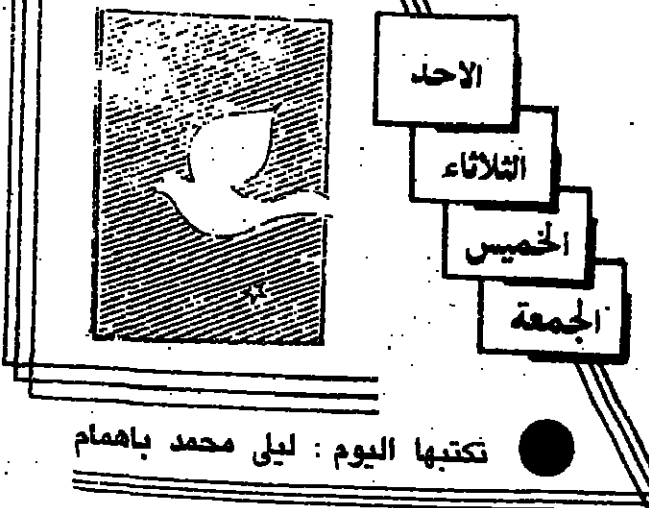 الاحد
الثلاثاء
الخميس
الجمعة
تكتبها اليوم : ليلى محمد باهمام